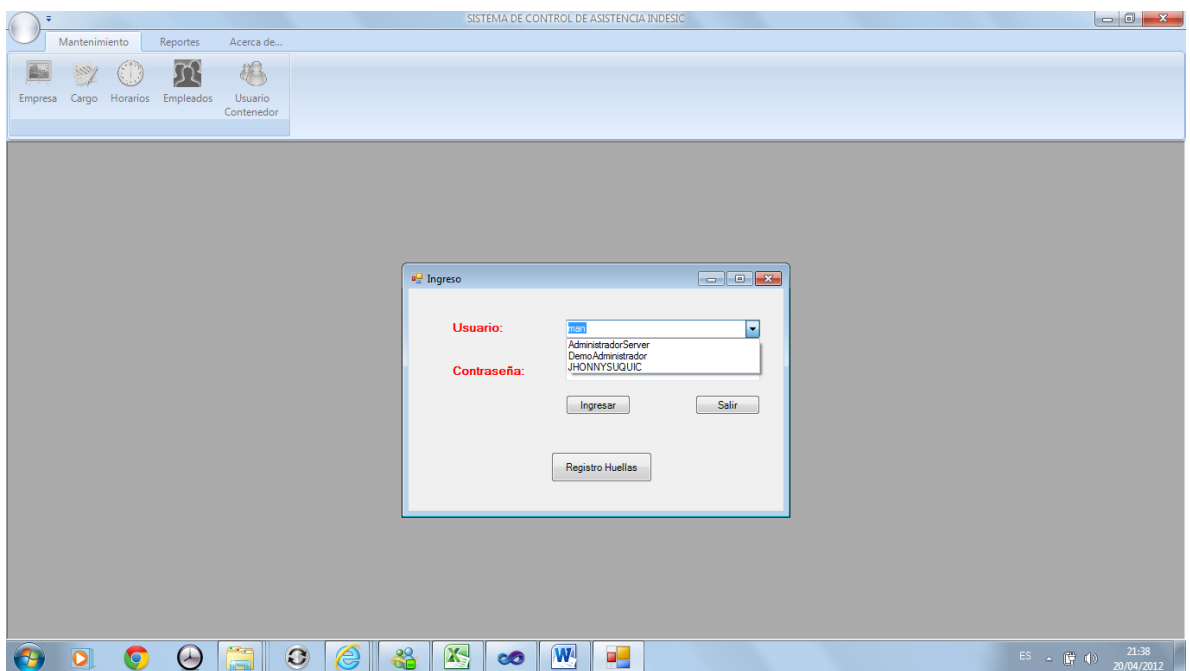 SISTEMA DE CONTROL DE ASISTENCIA INDESIC
Mantenimiento Reportes Acerca de...
Empresa Cargo Horarios Empleados Usuario
Contenedor
Ingreso
Usuario: man
AdministradorServer
DemoAdministrador
JHONNYSUQUIC
Contraseña:
Ingresar Salir
Registro Huellas
ES 21:38
20/04/2012